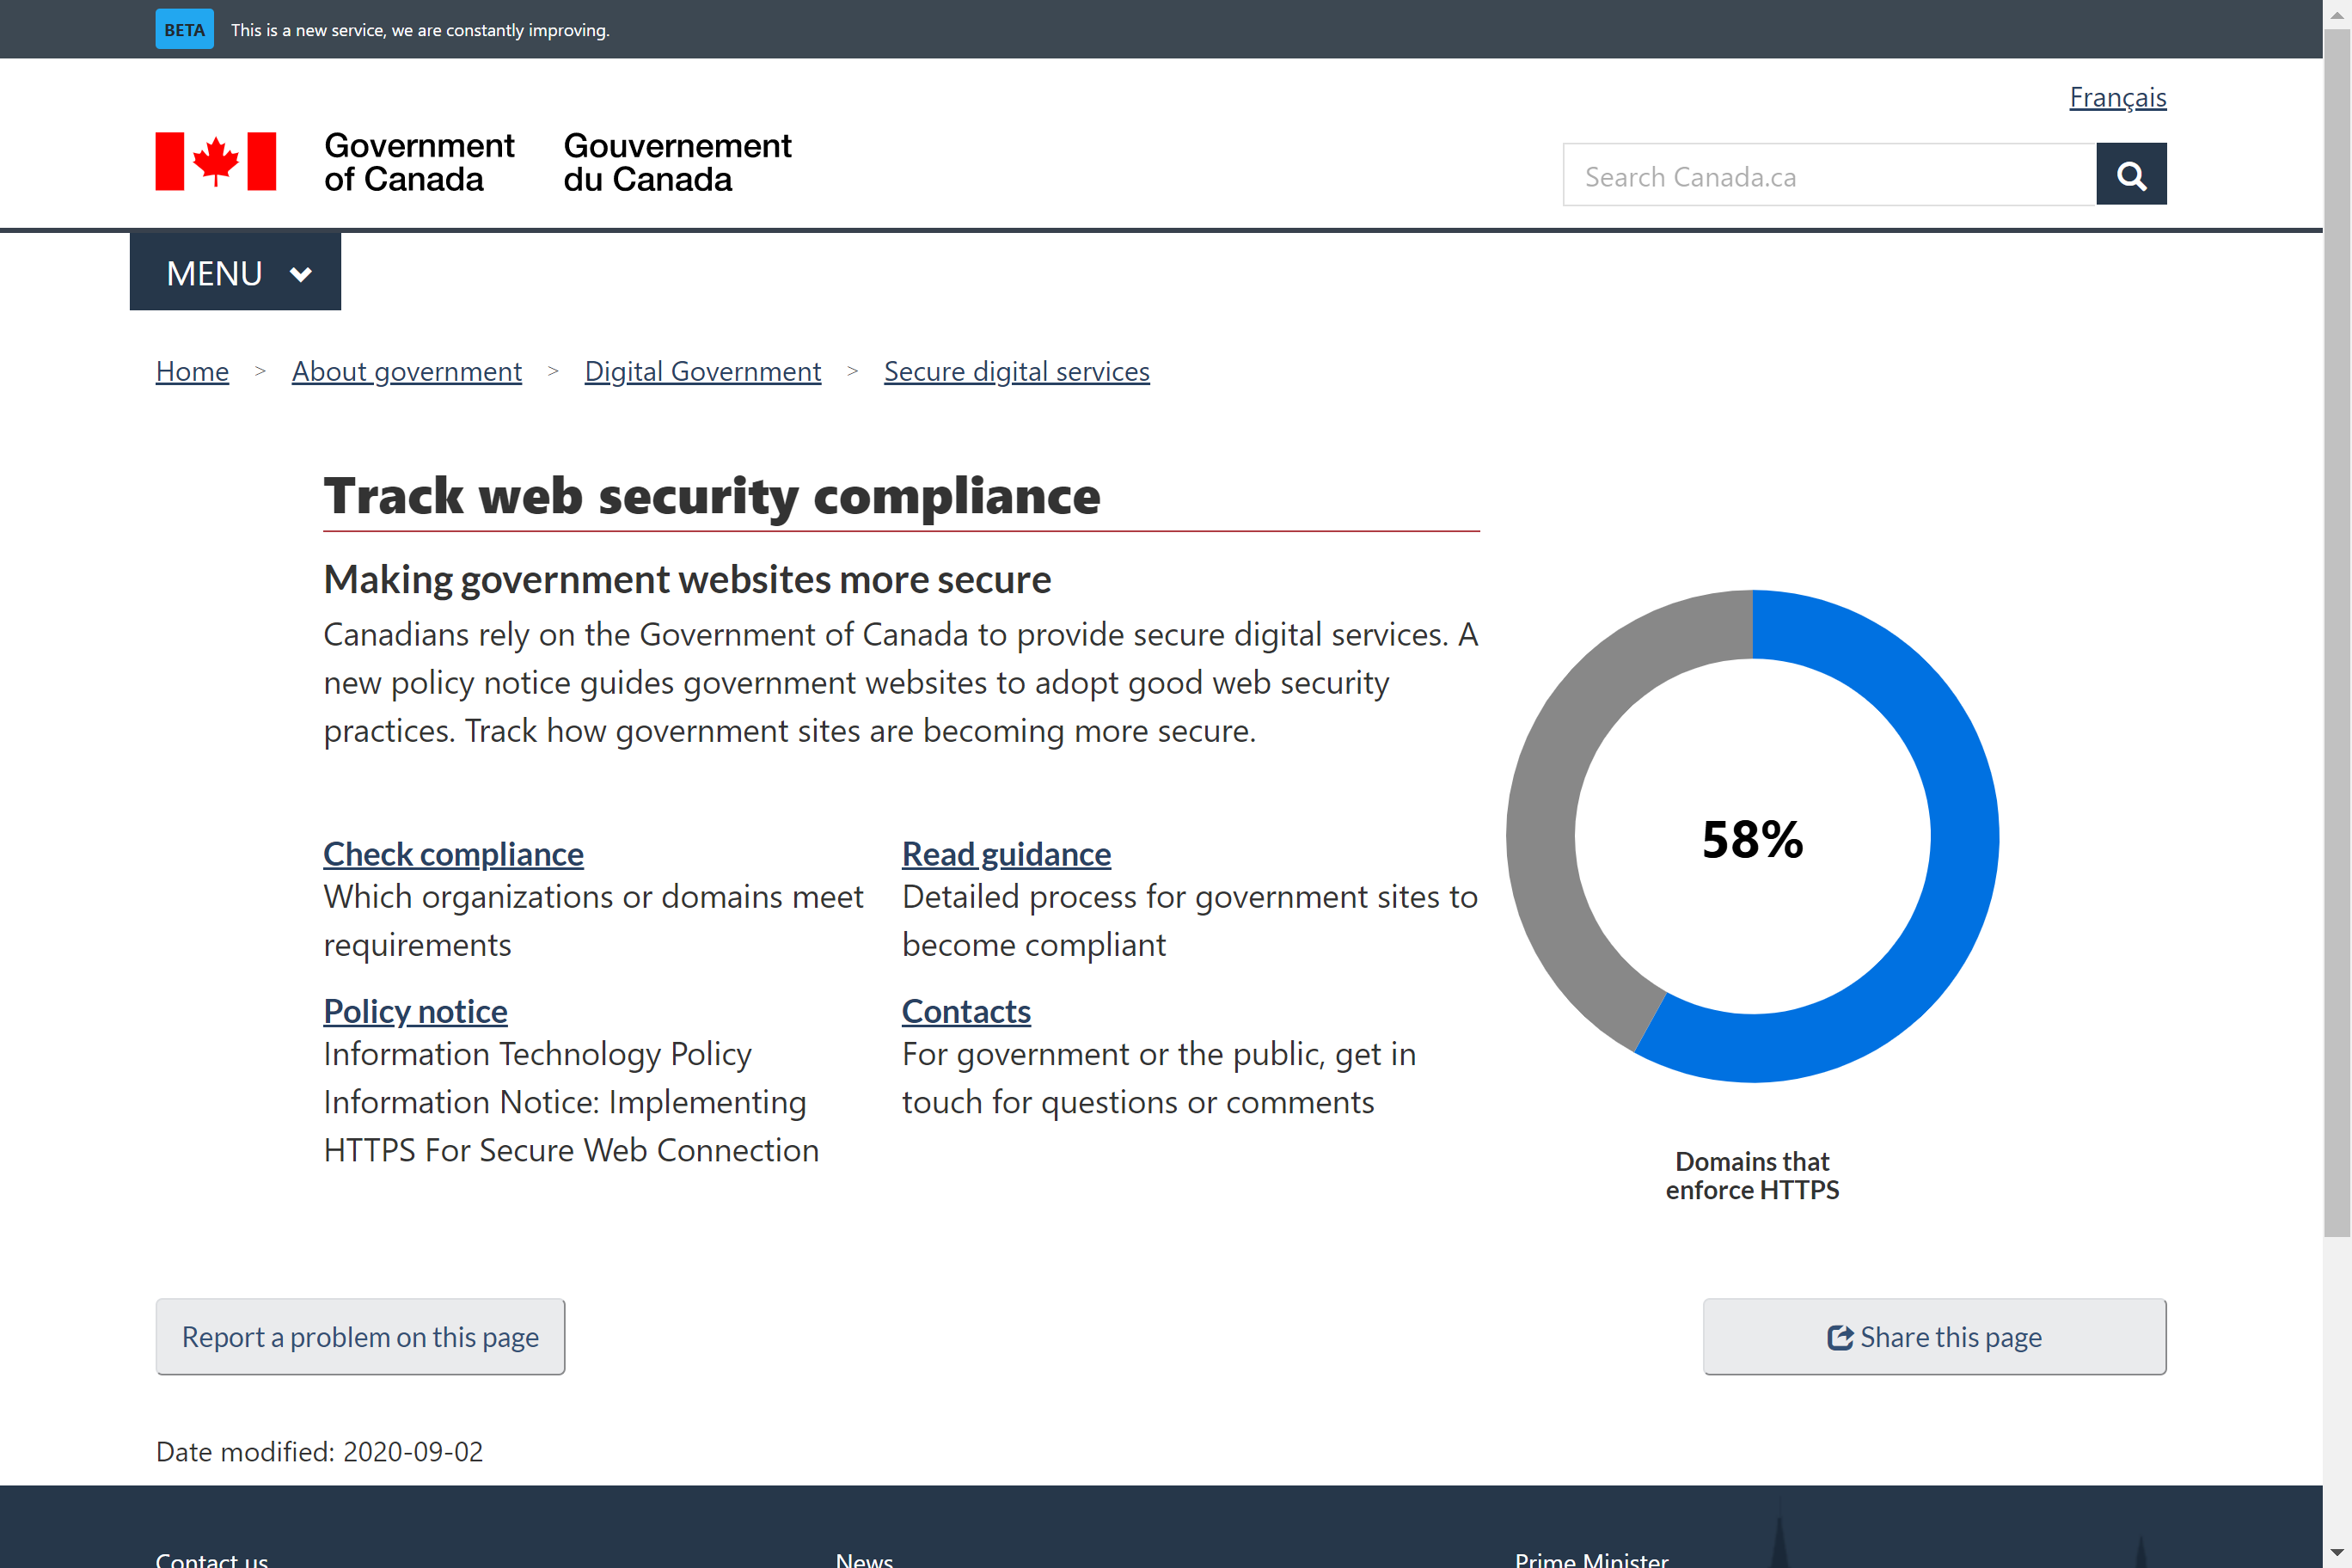 BETA This is a new service, we are constantly improving.
Français
Government of Canada
Gouvernement du Canada
Search Canada.ca
MENU
Home > About government > Digital Government > Secure digital services
Track web security compliance
Making government websites more secure
Canadians rely on the Government of Canada to provide secure digital services. A
new policy notice guides government websites to adopt good web security
practices. Track how government sites are becoming more secure.
Check compliance
Which organizations or domains meet
requirements
Read guidance
Detailed process for government sites to
become compliant
Policy notice
Information Technology Policy
Information Notice: Implementing
HTTPS For Secure Web Connection
Contacts
For government or the public, get in
touch for questions or comments
58%
Domains that
enforce HTTPS
Report a problem on this page
Share this page
Date modified: 2020-09-02
Contact us
News
Prime Minister